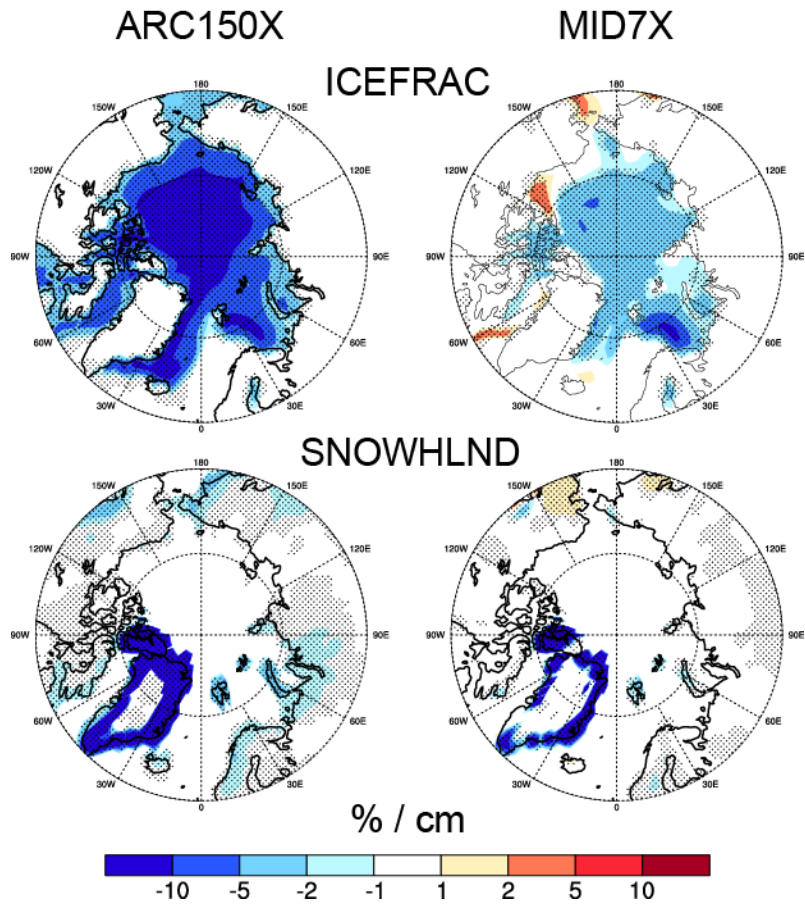 ARC150X MID7X
ICEFRAC
180 180
150W 150E 150W 150E
120W 120E 120W 120E
90W 90E 90W 90E
60W 60E 60W 60E
30W 30E 30W 30E
0 0
SNOWHLND
180 180
150W 150E 150W 150E
120W 120E 120W 120E
90W 90E 90W 90E
60W 60E 60W 60E
30W 30E 30W 30E
0 0
% / cm
-10 -5 -2 -1 1 2 5 10